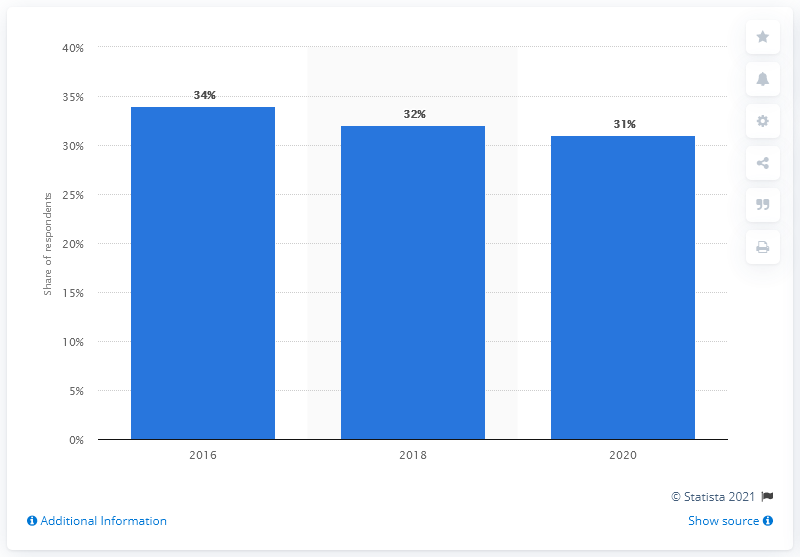 40%
35%
30%
25%
20%
15%
10%
5%
0%
Share of respondents
34%
32%
31%
2016 2018 2020
© Statista 2021
Additional Information
Show source